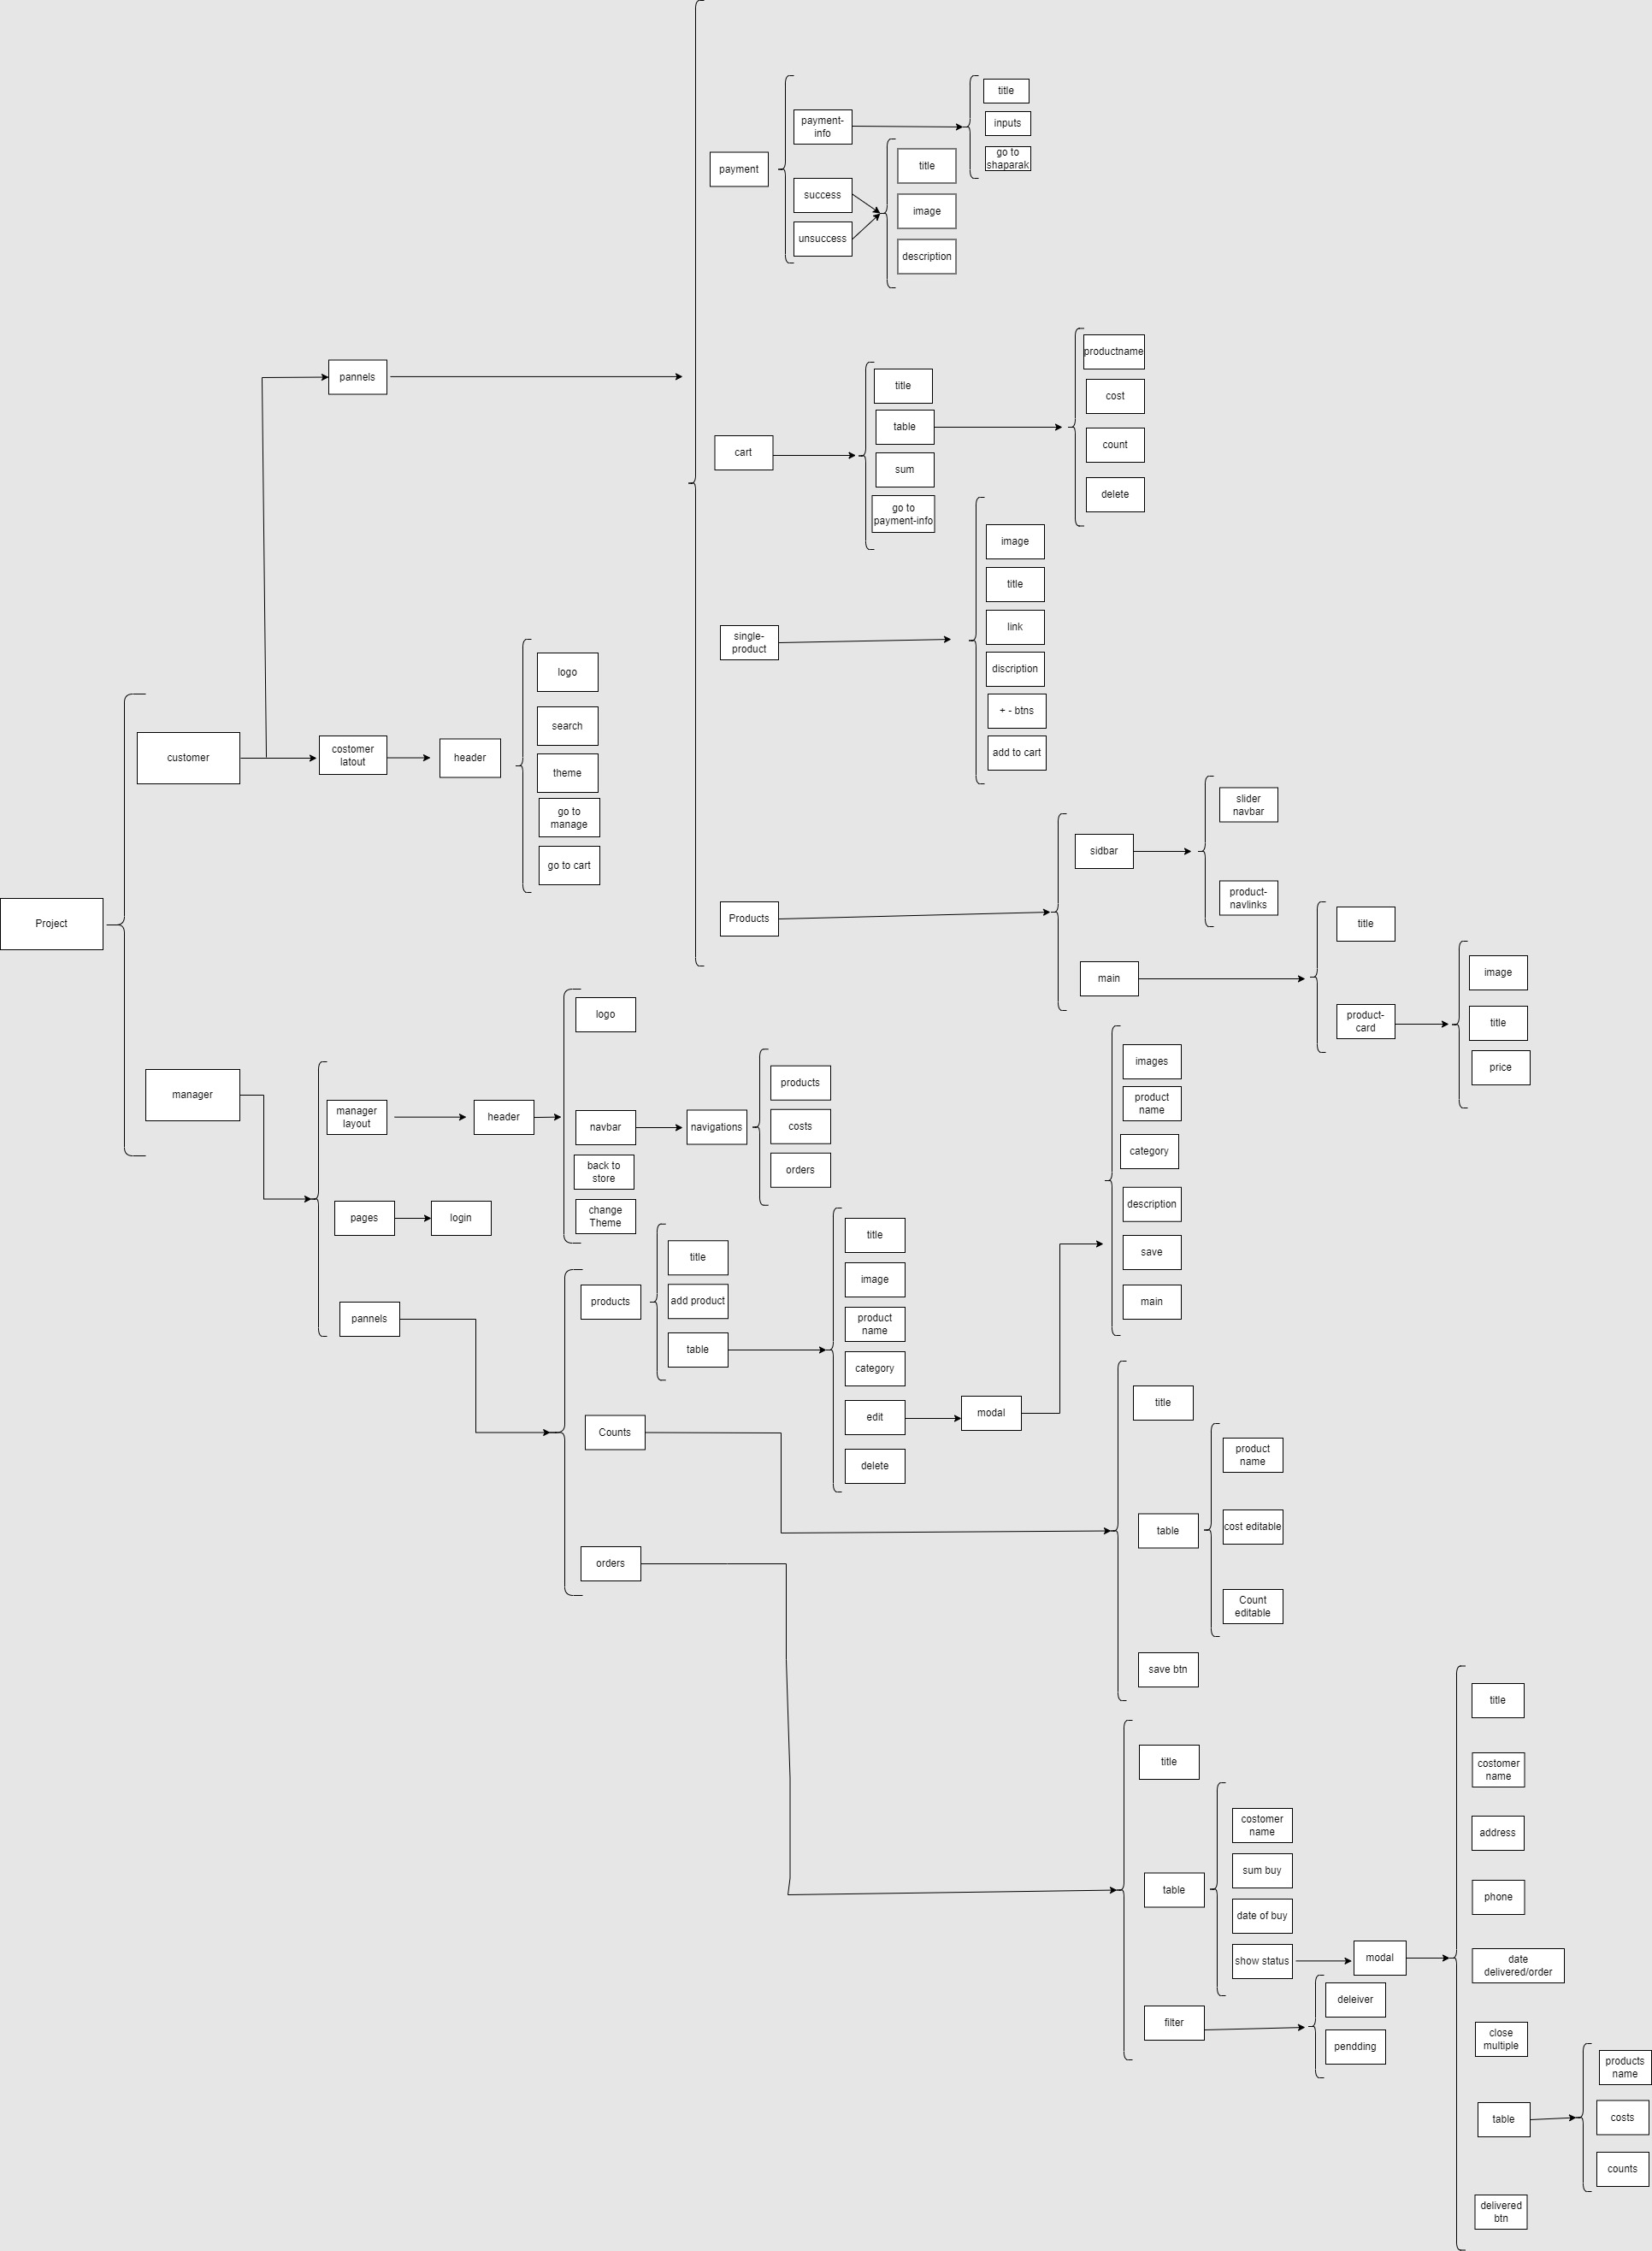 Project
customer
pannels
payment
payment-
info
title
inputs
go to
shaparak
success
unsuccess
title
image
description
cart
title
table
sum
go to
payment-info
productname
cost
count
delete
single-
product
image
title
link
discription
+ - btns
add to cart
Products
sidbar
slider
navbar
product-
navlinks
main
title
product-
card
image
title
price
costomer
latout
header
logo
search
theme
go to
manage
go to cart
manager
manager
layout
header
logo
navbar
navigations
products
costs
orders
back to
store
change
Theme
pages
login
pannels
products
title
add product
table
title
image
product
name
category
edit
delete
modal
images
product
name
category
description
save
main
Counts
title
table
product
name
cost editable
Count
editable
save btn
orders
title
table
costomer
name
sum buy
date of buy
show status
modal
title
costomer
name
address
phone
date
delivered/order
close
multiple
table
products
name
costs
counts
delivered
btn
filter
deleiver
pendding